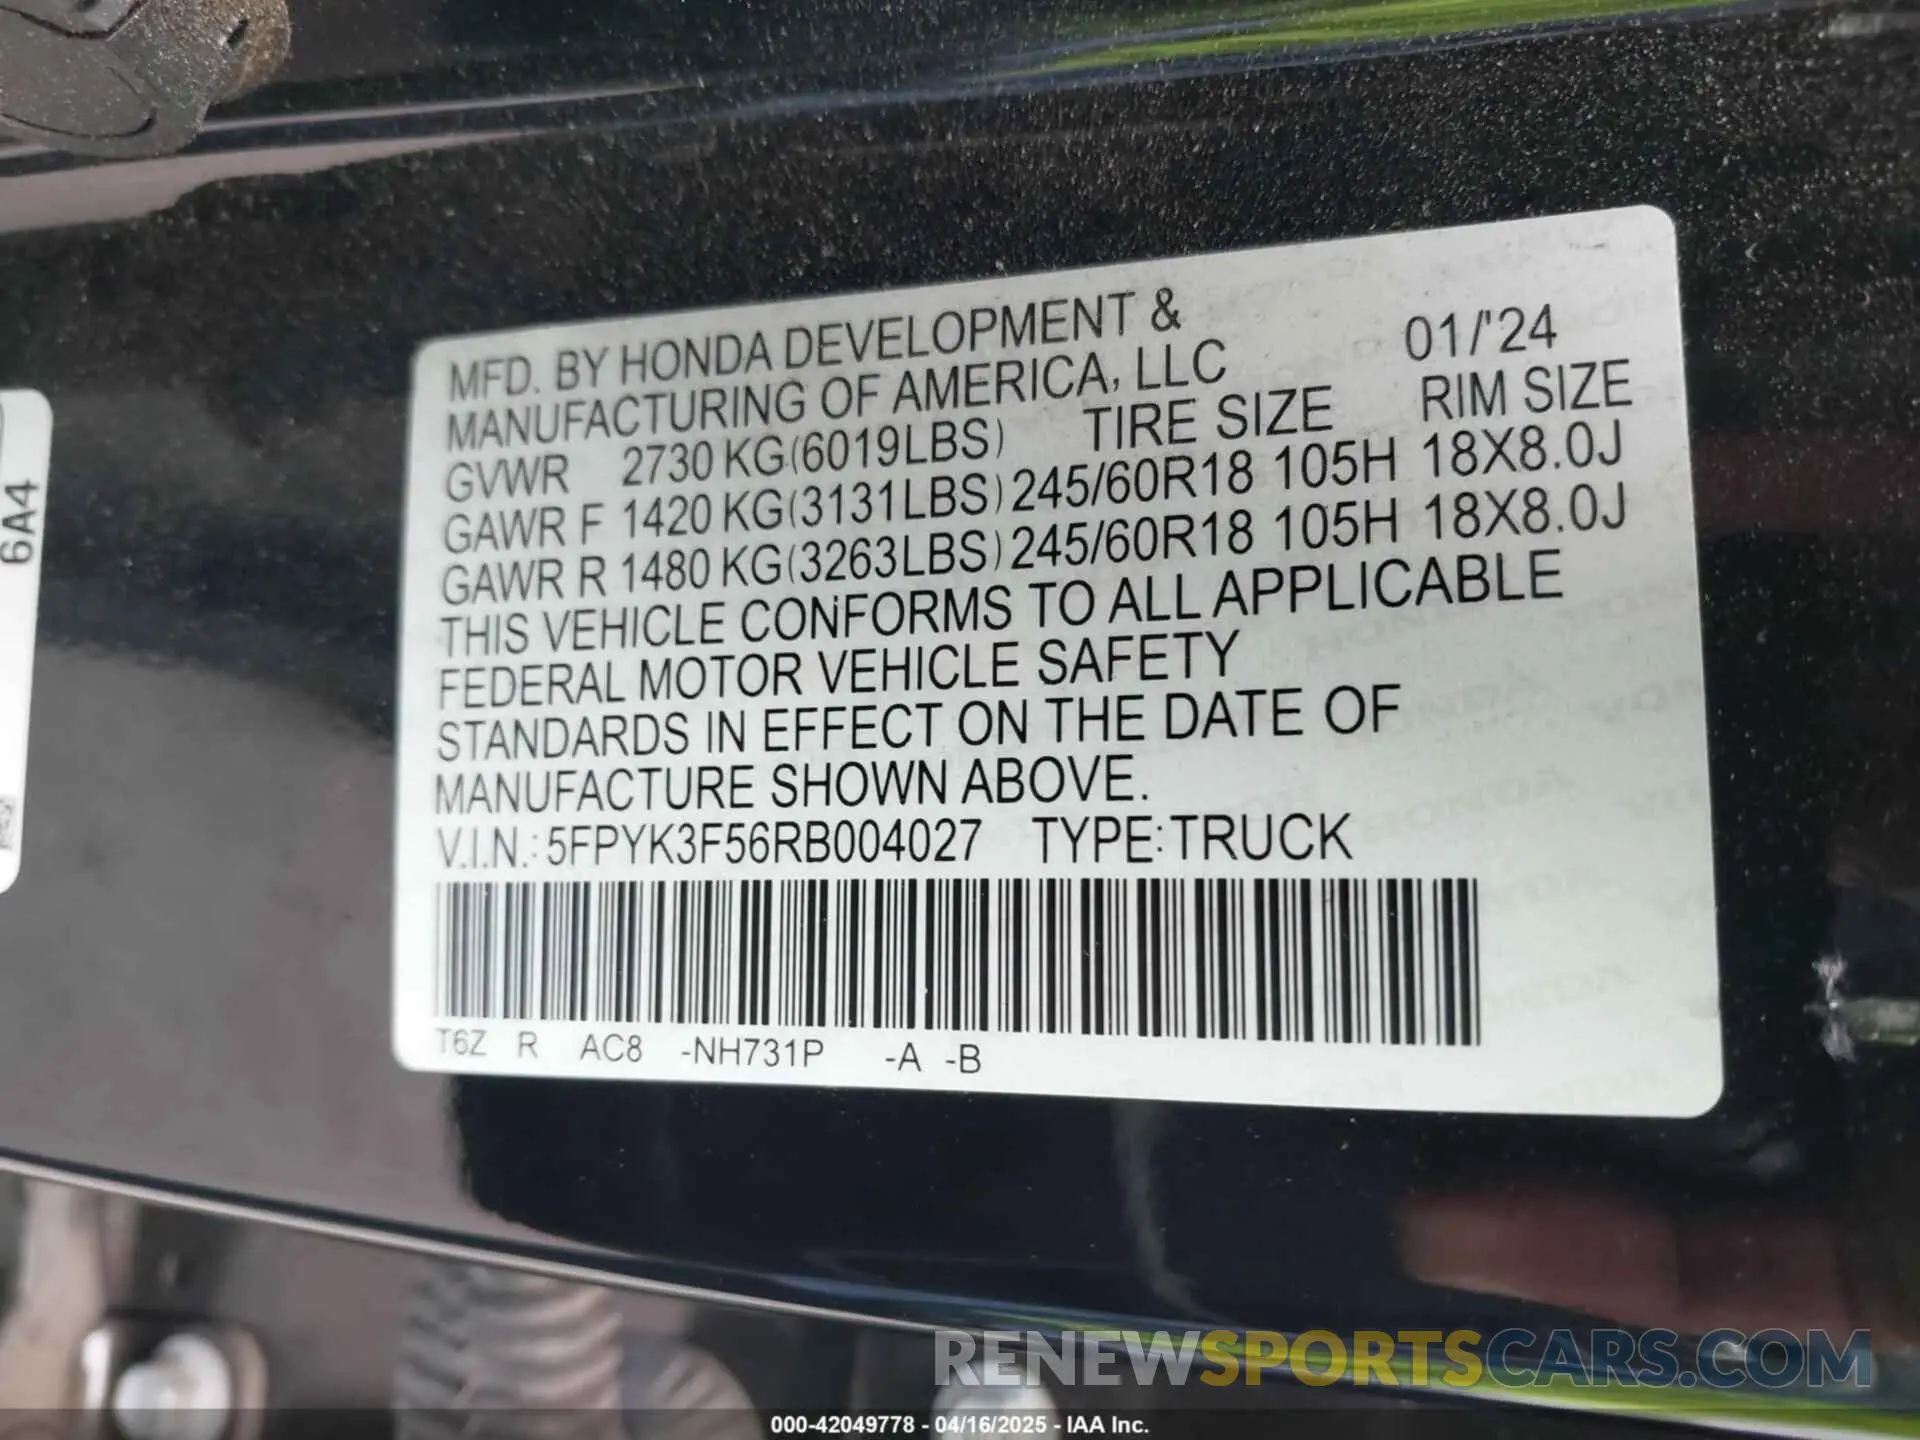 MFD. BY HONDA DEVELOPMENT &
MANUFACTURING OF AMERICA, LLC 01/'24
GVWR 2730 KG(6019LBS) TIRE SIZE RIM SIZE
GAWR F 1420 KG(3131LBS) 245/60R18 105H 18X8.0J
GAWR R 1480 KG(3263LBS) 245/60R18 105H 18X8.0J
THIS VEHICLE CONFORMS TO ALL APPLICABLE
FEDERAL MOTOR VEHICLE SAFETY
STANDARDS IN EFFECT ON THE DATE OF
MANUFACTURE SHOWN ABOVE.
V.I.N.: 5FPYK3F56RB004027 TYPE: TRUCK
T6Z R AC8 -NH731P -A -B
6A4
RENEWSPORTSCARS.COM
000-42049778 - 04/16/2025 - IAA Inc.